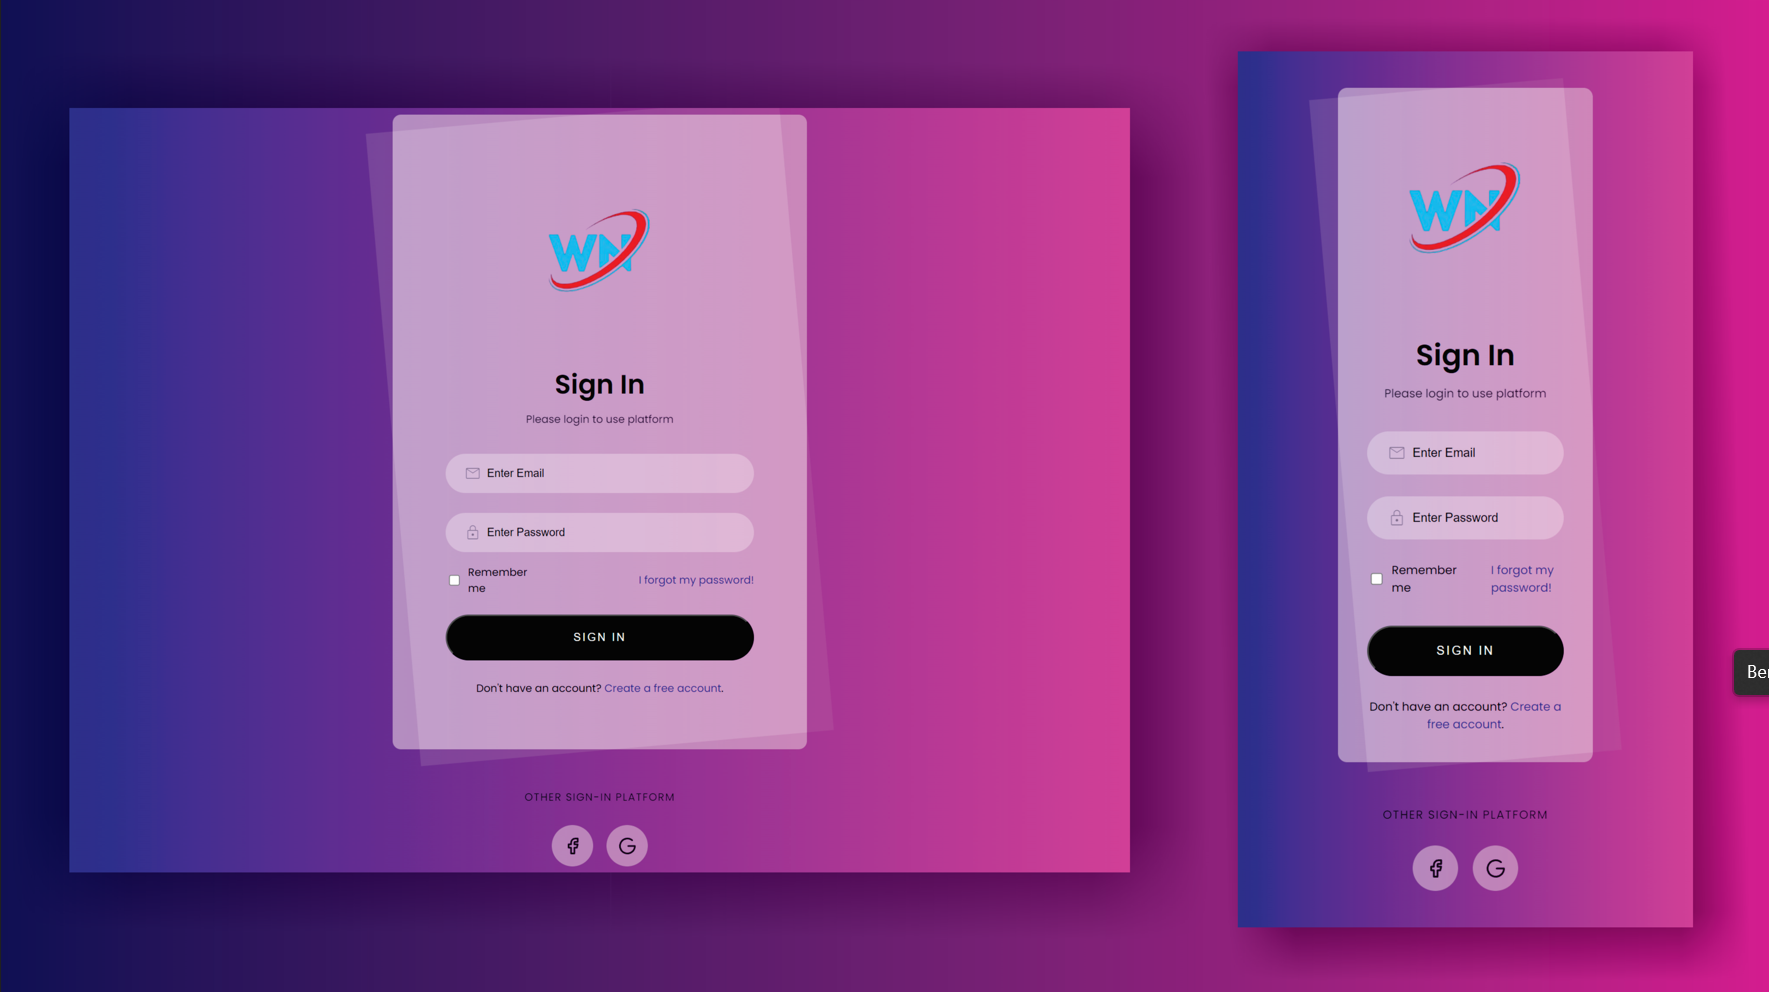 WN
Sign In
Please login to use platform
Enter Email
Enter Password
Remember
me
I forgot my password!
SIGN IN
Don't have an account? Create a free account.
OTHER SIGN-IN PLATFORM
f
G
WN
Sign In
Please login to use platform
Enter Email
Enter Password
Remember
me
I forgot my
password!
SIGN IN
Don't have an account? Create a
free account.
OTHER SIGN-IN PLATFORM
f
G